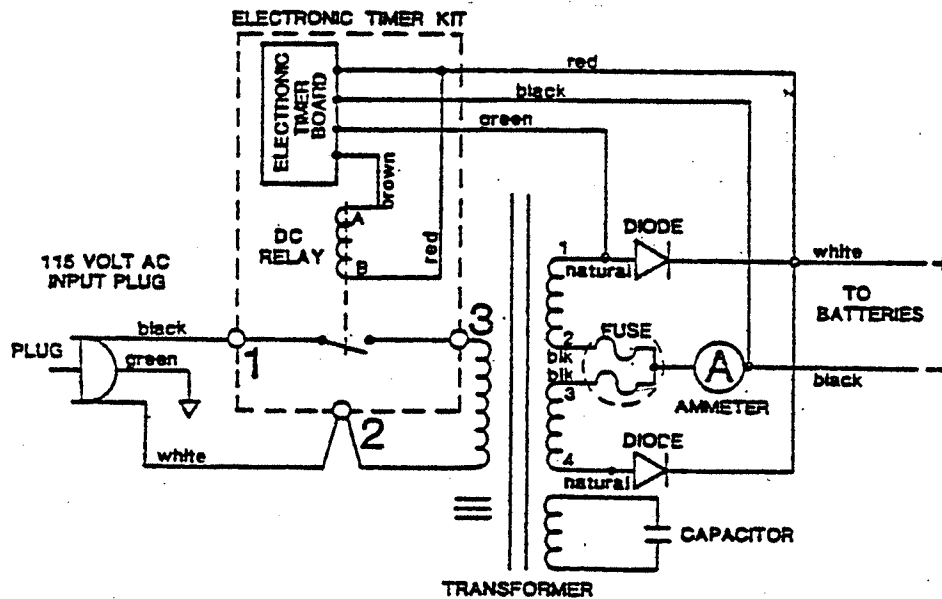 ELECTRONIC TIMER KIT
ELECTRONIC
TIMER
BOARD
red
black
green
brown
A
DC
RELAY
B
red
115 VOLT AC
INPUT PLUG
black
PLUG
green
1
3
2
white
1
natural
DIODE
white
TO
BATTERIES
2
blk
FUSE
blk
3
A
AMMETER
black
DIODE
4
natural
CAPACITOR
TRANSFORMER